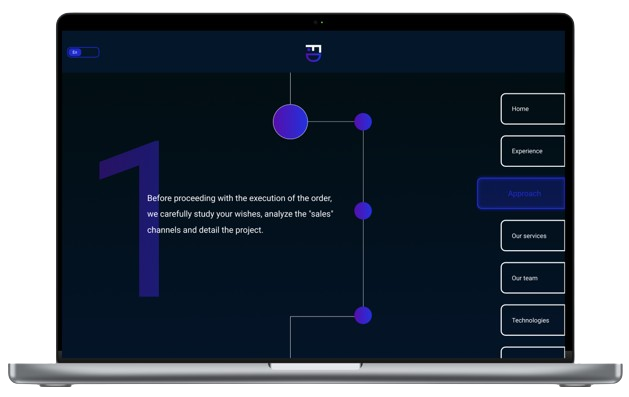 En
Home
Experience
Approach
1
Before proceeding with the execution of the order,
we carefully study your wishes, analyze the "sales"
channels and detail the project.
Our services
Our team
Technologies